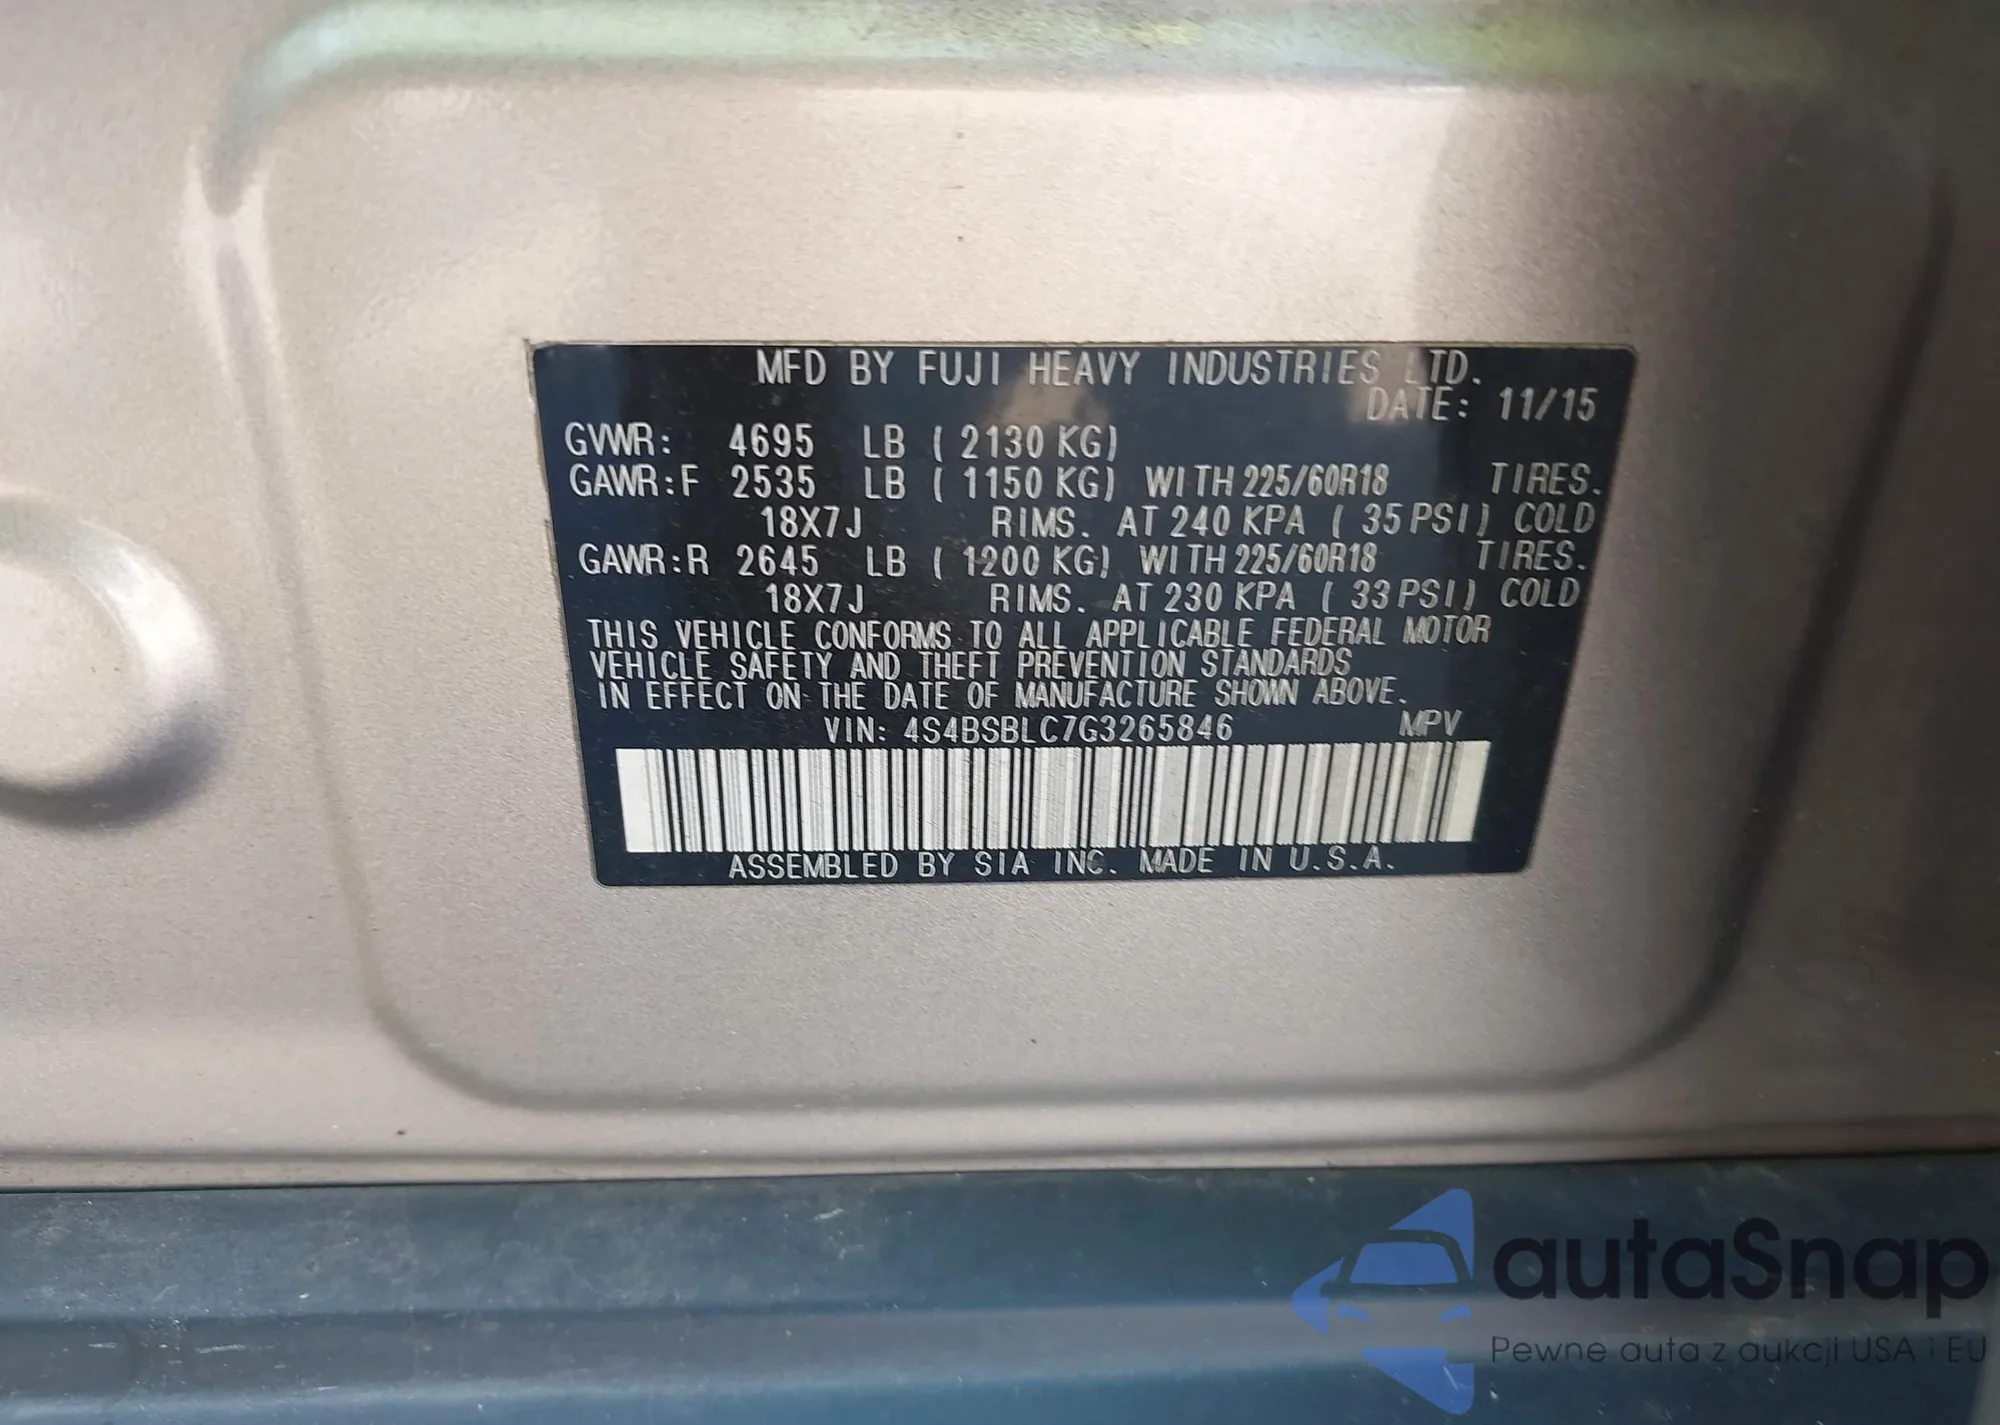 MFD BY FUJI HEAVY INDUSTRIES LTD.
DATE: 11/15
GVWR: 4695 LB ( 2130 KG)
GAWR:F 2535 LB ( 1150 KG) WITH 225/60R18 TIRES.
18X7J RIMS. AT 240 KPA ( 35 PSI) COLD
GAWR:R 2645 LB ( 1200 KG) WITH 225/60R18 TIRES.
18X7J RIMS. AT 230 KPA ( 33 PSI) COLD
THIS VEHICLE CONFORMS TO ALL APPLICABLE FEDERAL MOTOR
VEHICLE SAFETY AND THEFT PREVENTION STANDARDS
IN EFFECT ON THE DATE OF MANUFACTURE SHOWN ABOVE.
VIN: 4S4BSBLC7G3265846 MPV
ASSEMBLED BY SIA INC. MADE IN U.S.A.
autaSnap
Pewne auta z aukcji USA i EU